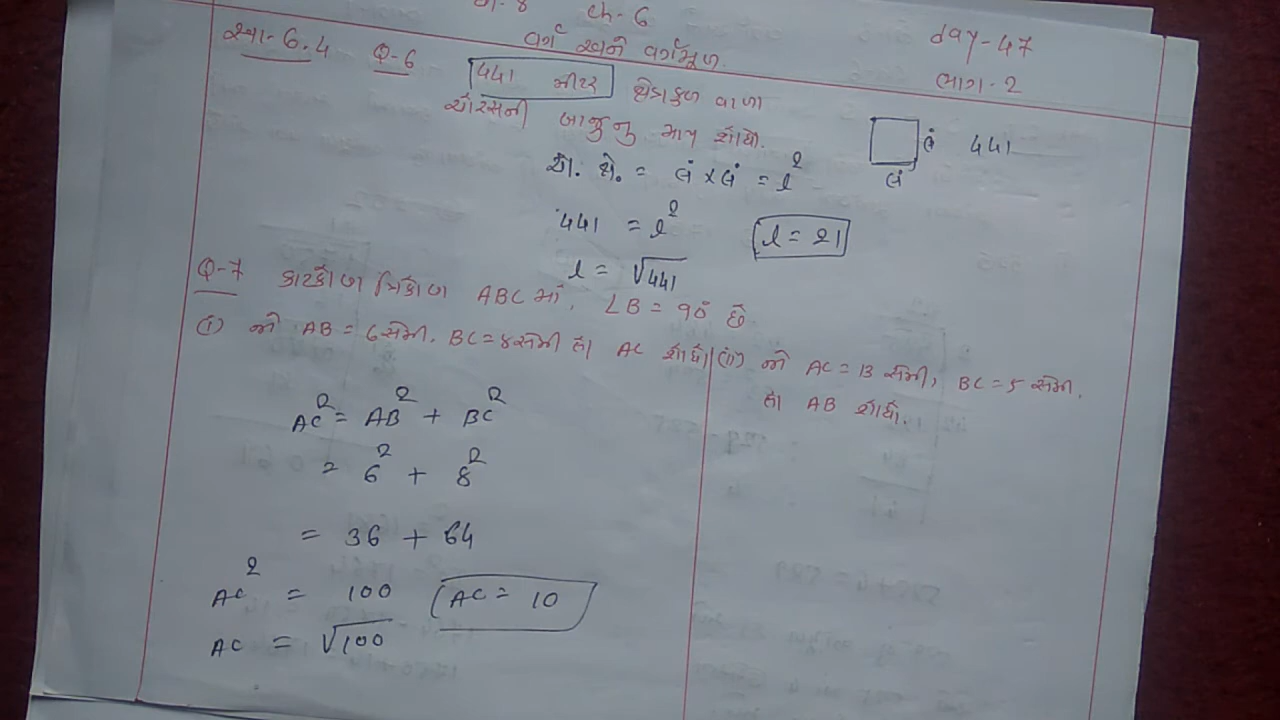 ધો-8 Ch-6 day-47
વર્ગ અને વર્ગમૂળ. ભાગ-2
સ્વા-6.4 Q-6 441 મીટર ક્ષેત્રફળ વાળા
ચોરસની બાજુનુ માપ શોધો.
લં 441
લં
ચો. ક્ષે. = લં × લં = l²
441 = l² l = 21
l = √441
Q-7 કાટકોણ ત્રિકોણ ABC માં, ∠B = 90° છે
(i) જો AB = 6 સેમી. BC = 8 સેમી તો AC શોધો
(ii) જો AC = 13 સેમી, BC = 5 સેમી.
તો AB શોધો.
AC² = AB² + BC²
= 6² + 8²
= 36 + 64
AC² = 100 AC = 10
AC = √100